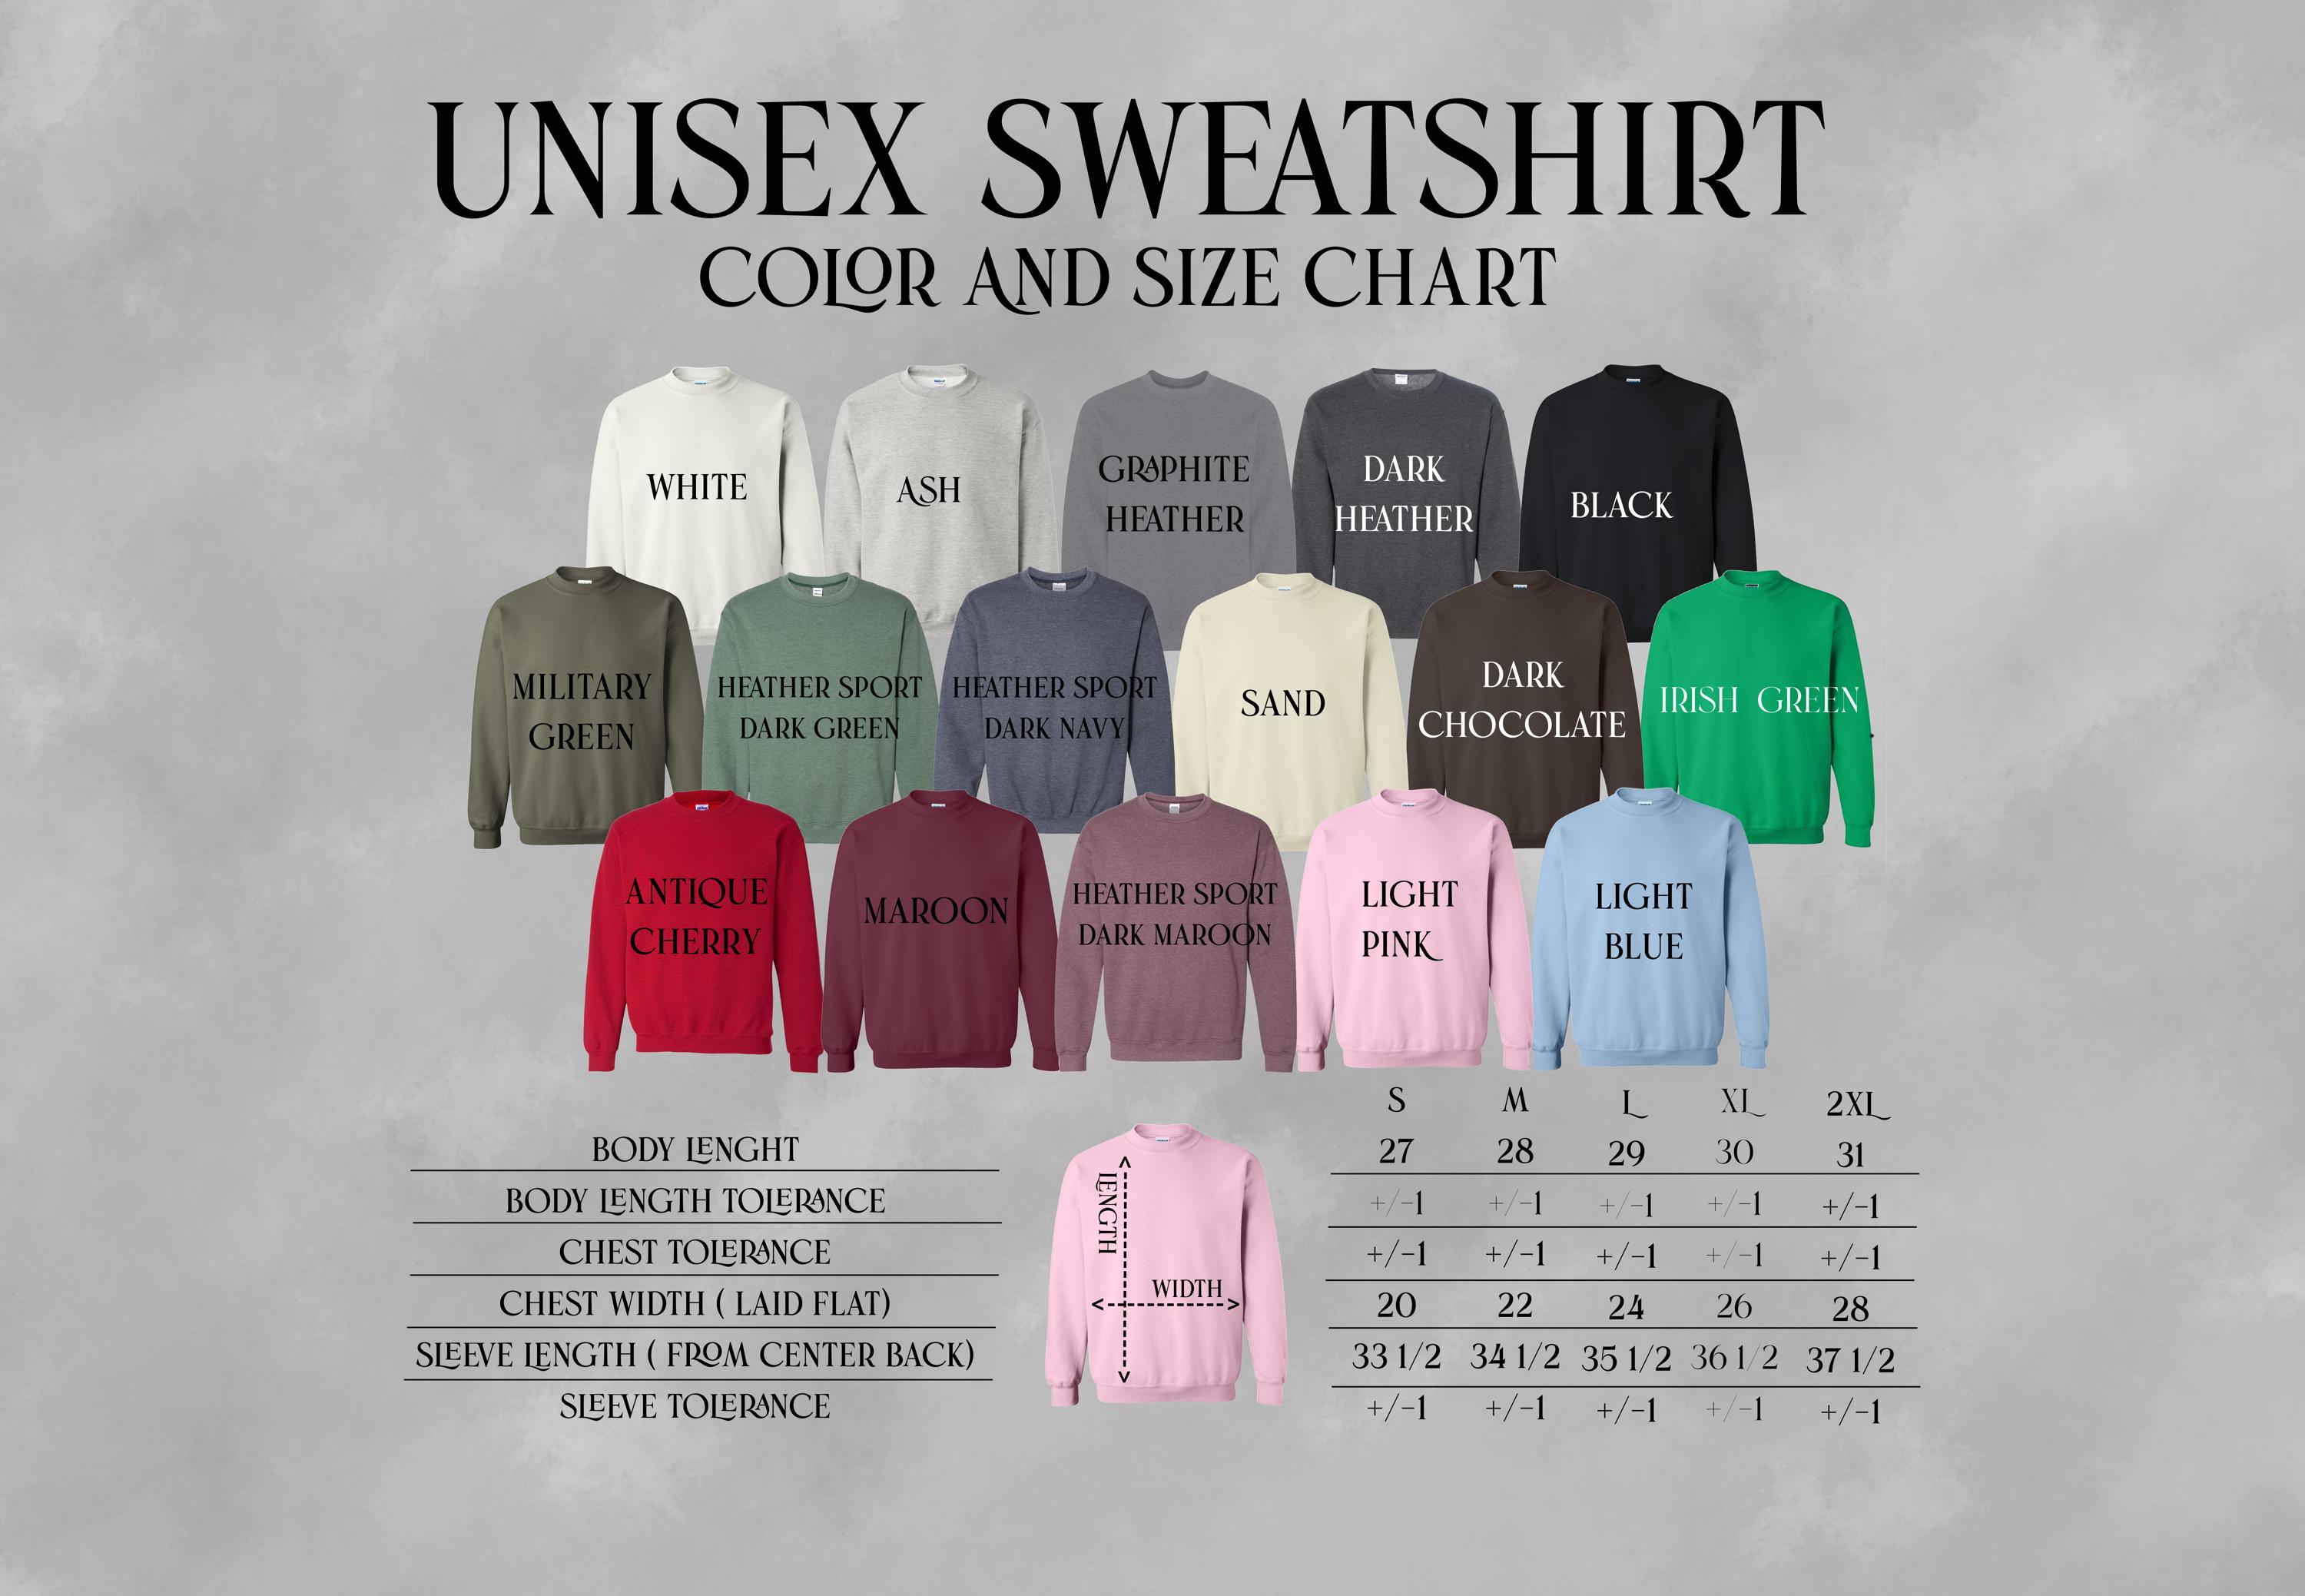 UNISEX SWEATSHIRT
COLOR AND SIZE CHART
WHITE
ASH
GRAPHITE
HEATHER
DARK
HEATHER
BLACK
MILITARY
GREEN
HEATHER SPORT
DARK GREEN
HEATHER SPORT
DARK NAVY
SAND
DARK
CHOCOLATE
IRISH GREEN
ANTIQUE
CHERRY
MAROON
HEATHER SPORT
DARK MAROON
LIGHT
PINK
LIGHT
BLUE
S M L XL 2XL
BODY LENGHT 27 28 29 30 31
BODY LENGTH TOLERANCE +/-1 +/-1 +/-1 +/-1 +/-1
CHEST TOLERANCE +/-1 +/-1 +/-1 +/-1 +/-1
CHEST WIDTH ( LAID FLAT) 20 22 24 26 28
SLEEVE LENGTH ( FROM CENTER BACK) 33 1/2 34 1/2 35 1/2 36 1/2 37 1/2
SLEEVE TOLERANCE +/-1 +/-1 +/-1 +/-1 +/-1
LENGTH
WIDTH